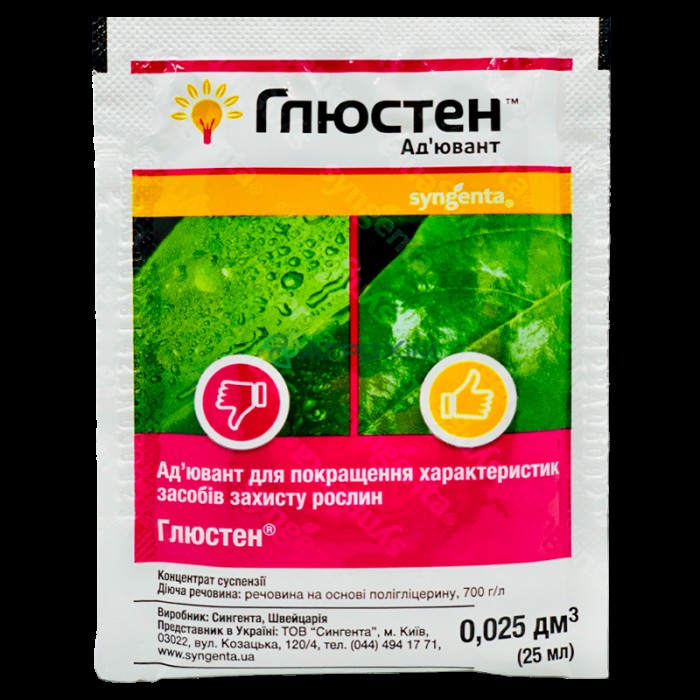 Глюстен™
Ад'ювант
syngenta®
Ад'ювант для покращення характеристик
засобів захисту рослин
Глюстен®
Концентрат суспензії
Діюча речовина: речовина на основі полігліцерину, 700 г/л
Виробник: Сингента, Швейцарія
Представник в Україні: ТОВ "Сингента", м. Київ,
03022, вул. Козацька, 120/4, тел. (044) 494 17 71,
www.syngenta.ua
0,025 дм³
(25 мл)